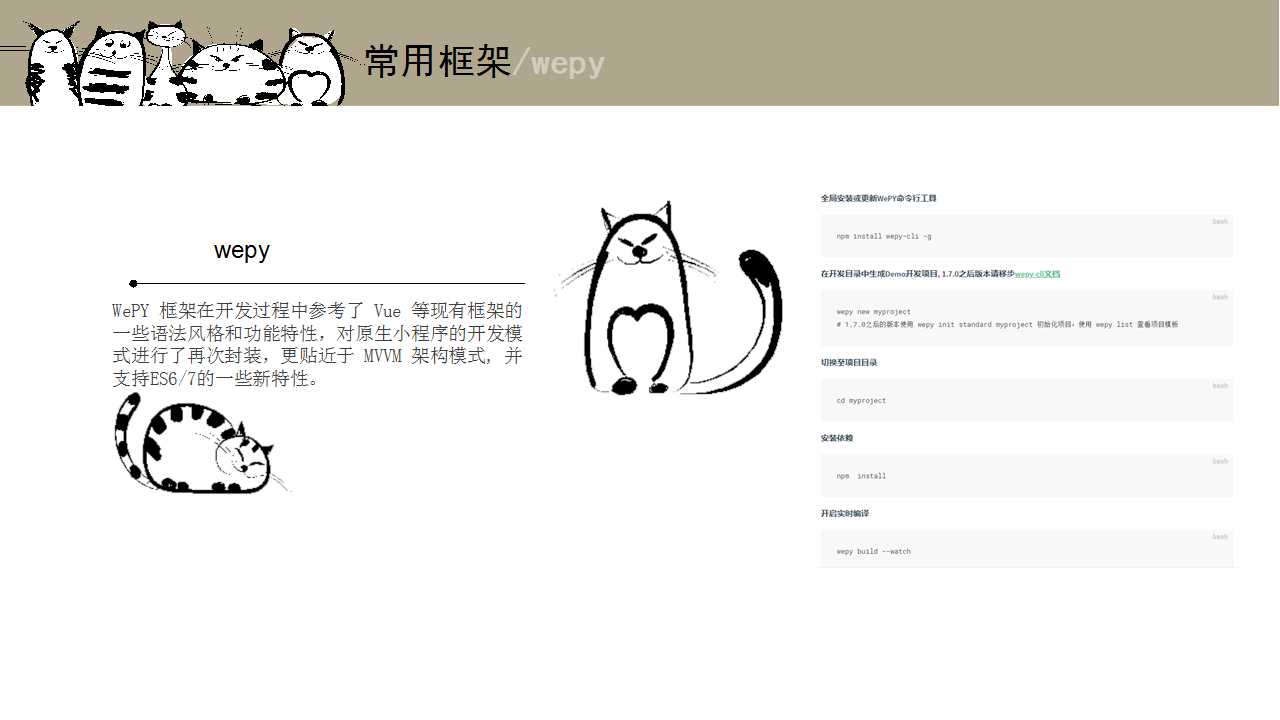 常用框架/wepy
wepy
WePY 框架在开发过程中参考了 Vue 等现有框架的
一些语法风格和功能特性，对原生小程序的开发模
式进行了再次封装，更贴近于 MVVM 架构模式, 并
支持ES6/7的一些新特性。
全局安装或更新WePY命令行工具
bash
npm install wepy-cli -g
在开发目录中生成Demo开发项目, 1.7.0之后版本请移步wepy-cli文档
bash
wepy new myproject
# 1.7.0之后的版本使用 wepy init standard myproject 初始化项目，使用 wepy list 查看项目模板
切换至项目目录
bash
cd myproject
安装依赖
bash
npm  install
开启实时编译
bash
wepy build --watch